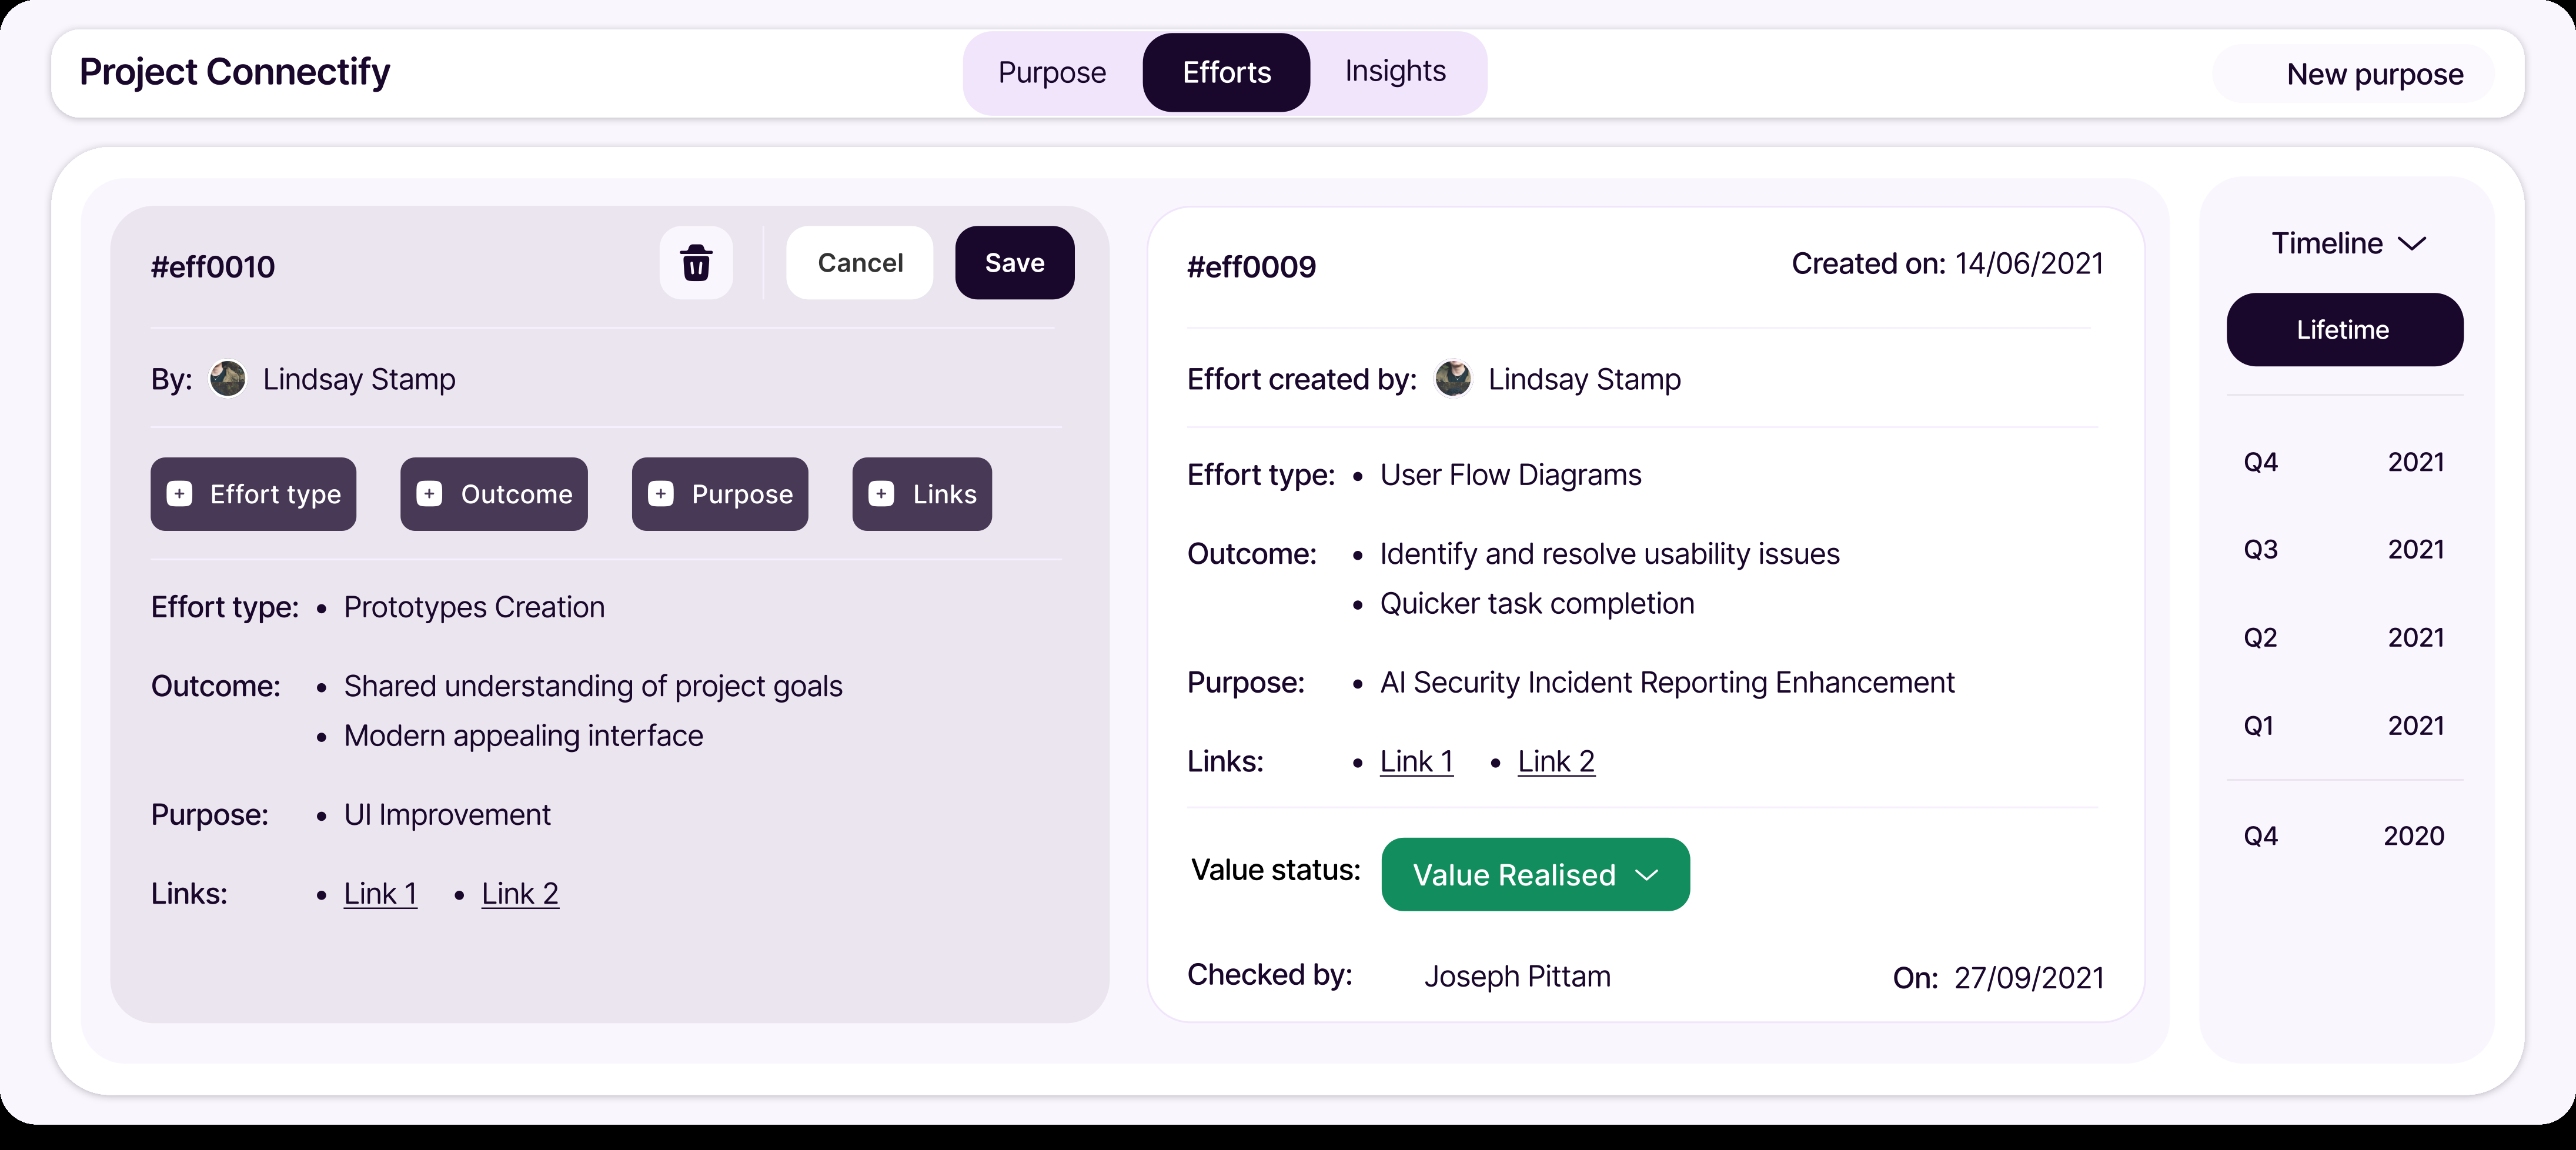 Project Connectify
Purpose
Efforts
Insights
New purpose
#eff0010
Cancel
Save
By: Lindsay Stamp
Effort type
Outcome
Purpose
Links
Effort type: • Prototypes Creation
Outcome: • Shared understanding of project goals
• Modern appealing interface
Purpose: • UI Improvement
Links: • Link 1 • Link 2
#eff0009
Created on: 14/06/2021
Effort created by: Lindsay Stamp
Effort type: • User Flow Diagrams
Outcome: • Identify and resolve usability issues
• Quicker task completion
Purpose: • AI Security Incident Reporting Enhancement
Links: • Link 1 • Link 2
Value status: Value Realised
Checked by: Joseph Pittam
On: 27/09/2021
Timeline
Lifetime
Q4 2021
Q3 2021
Q2 2021
Q1 2021
Q4 2020